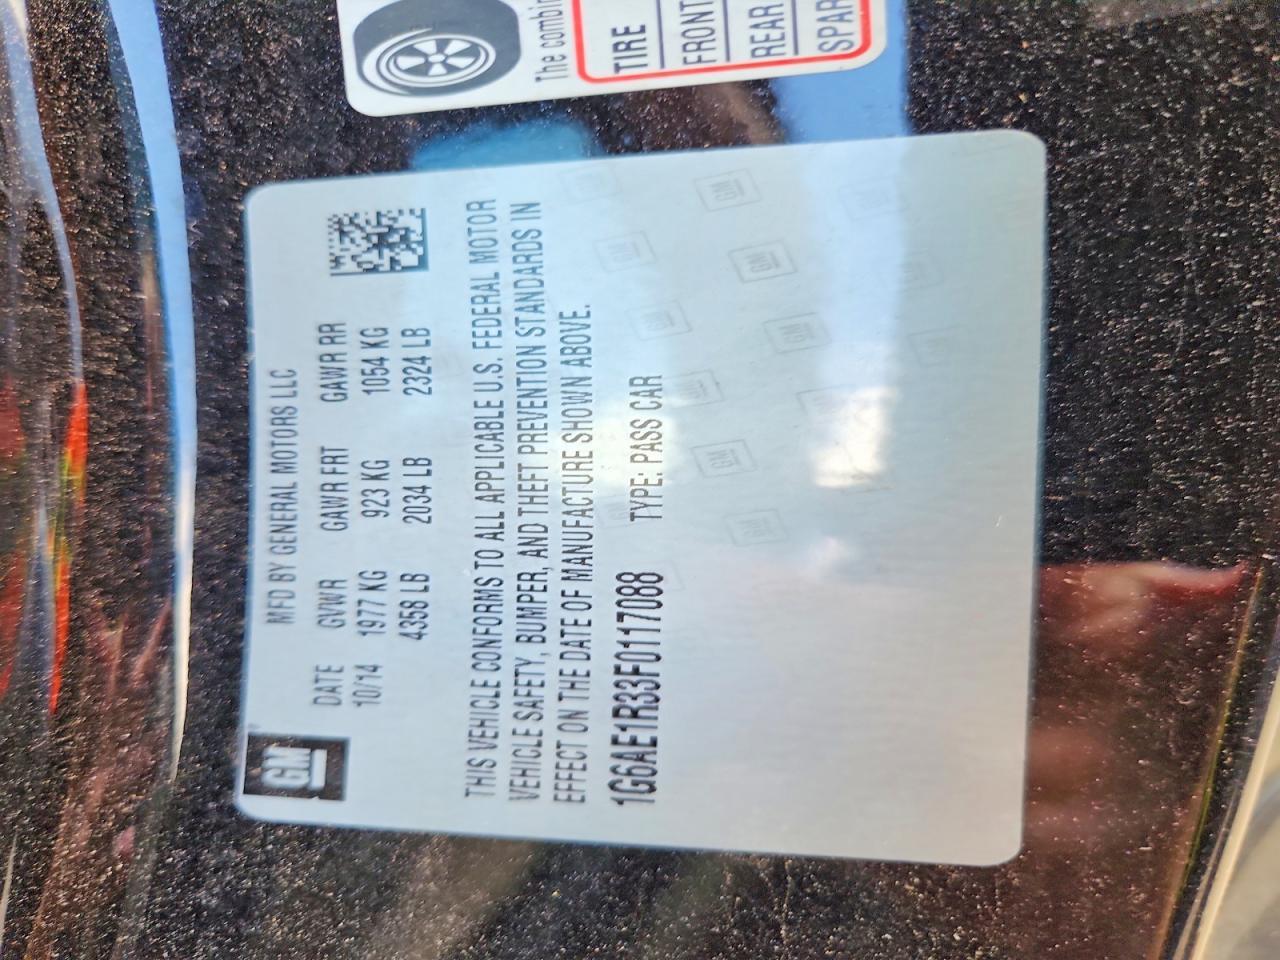 The combin
TIRE
FRONT
REAR
SPAR
GM
MFD BY GENERAL MOTORS LLC
DATE GVWR GAWR FRT GAWR RR
10/14 1977 KG 923 KG 1054 KG
4358 LB 2034 LB 2324 LB
THIS VEHICLE CONFORMS TO ALL APPLICABLE U.S. FEDERAL MOTOR
VEHICLE SAFETY, BUMPER, AND THEFT PREVENTION STANDARDS IN
EFFECT ON THE DATE OF MANUFACTURE SHOWN ABOVE.
1G6AE1R33F0117088 TYPE: PASS CAR